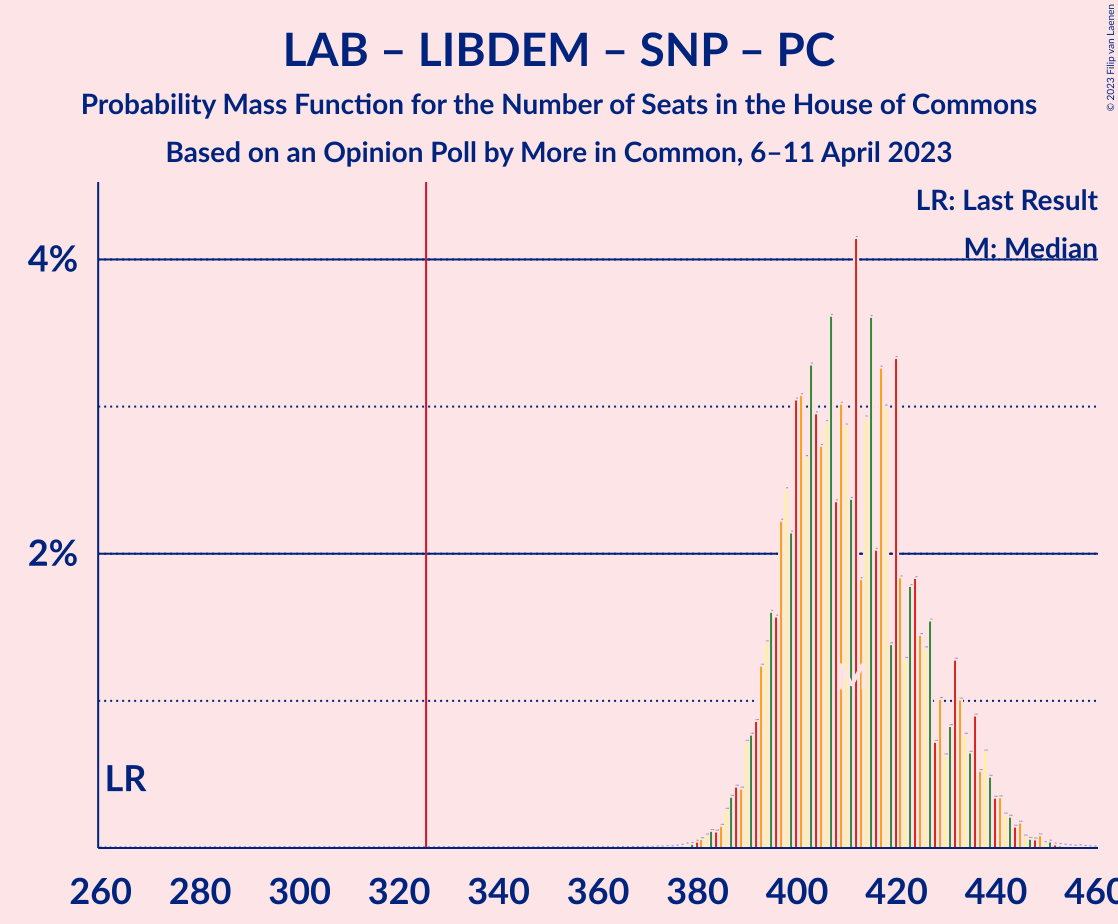 LAB – LIBDEM – SNP – PC
Probability Mass Function for the Number of Seats in the House of Commons
Based on an Opinion Poll by More in Common, 6–11 April 2023
© 2023 Filip van Laenen
LR: Last Result
M: Median
4%
2%
LR
260 280 300 320 340 360 380 400 420 440 460